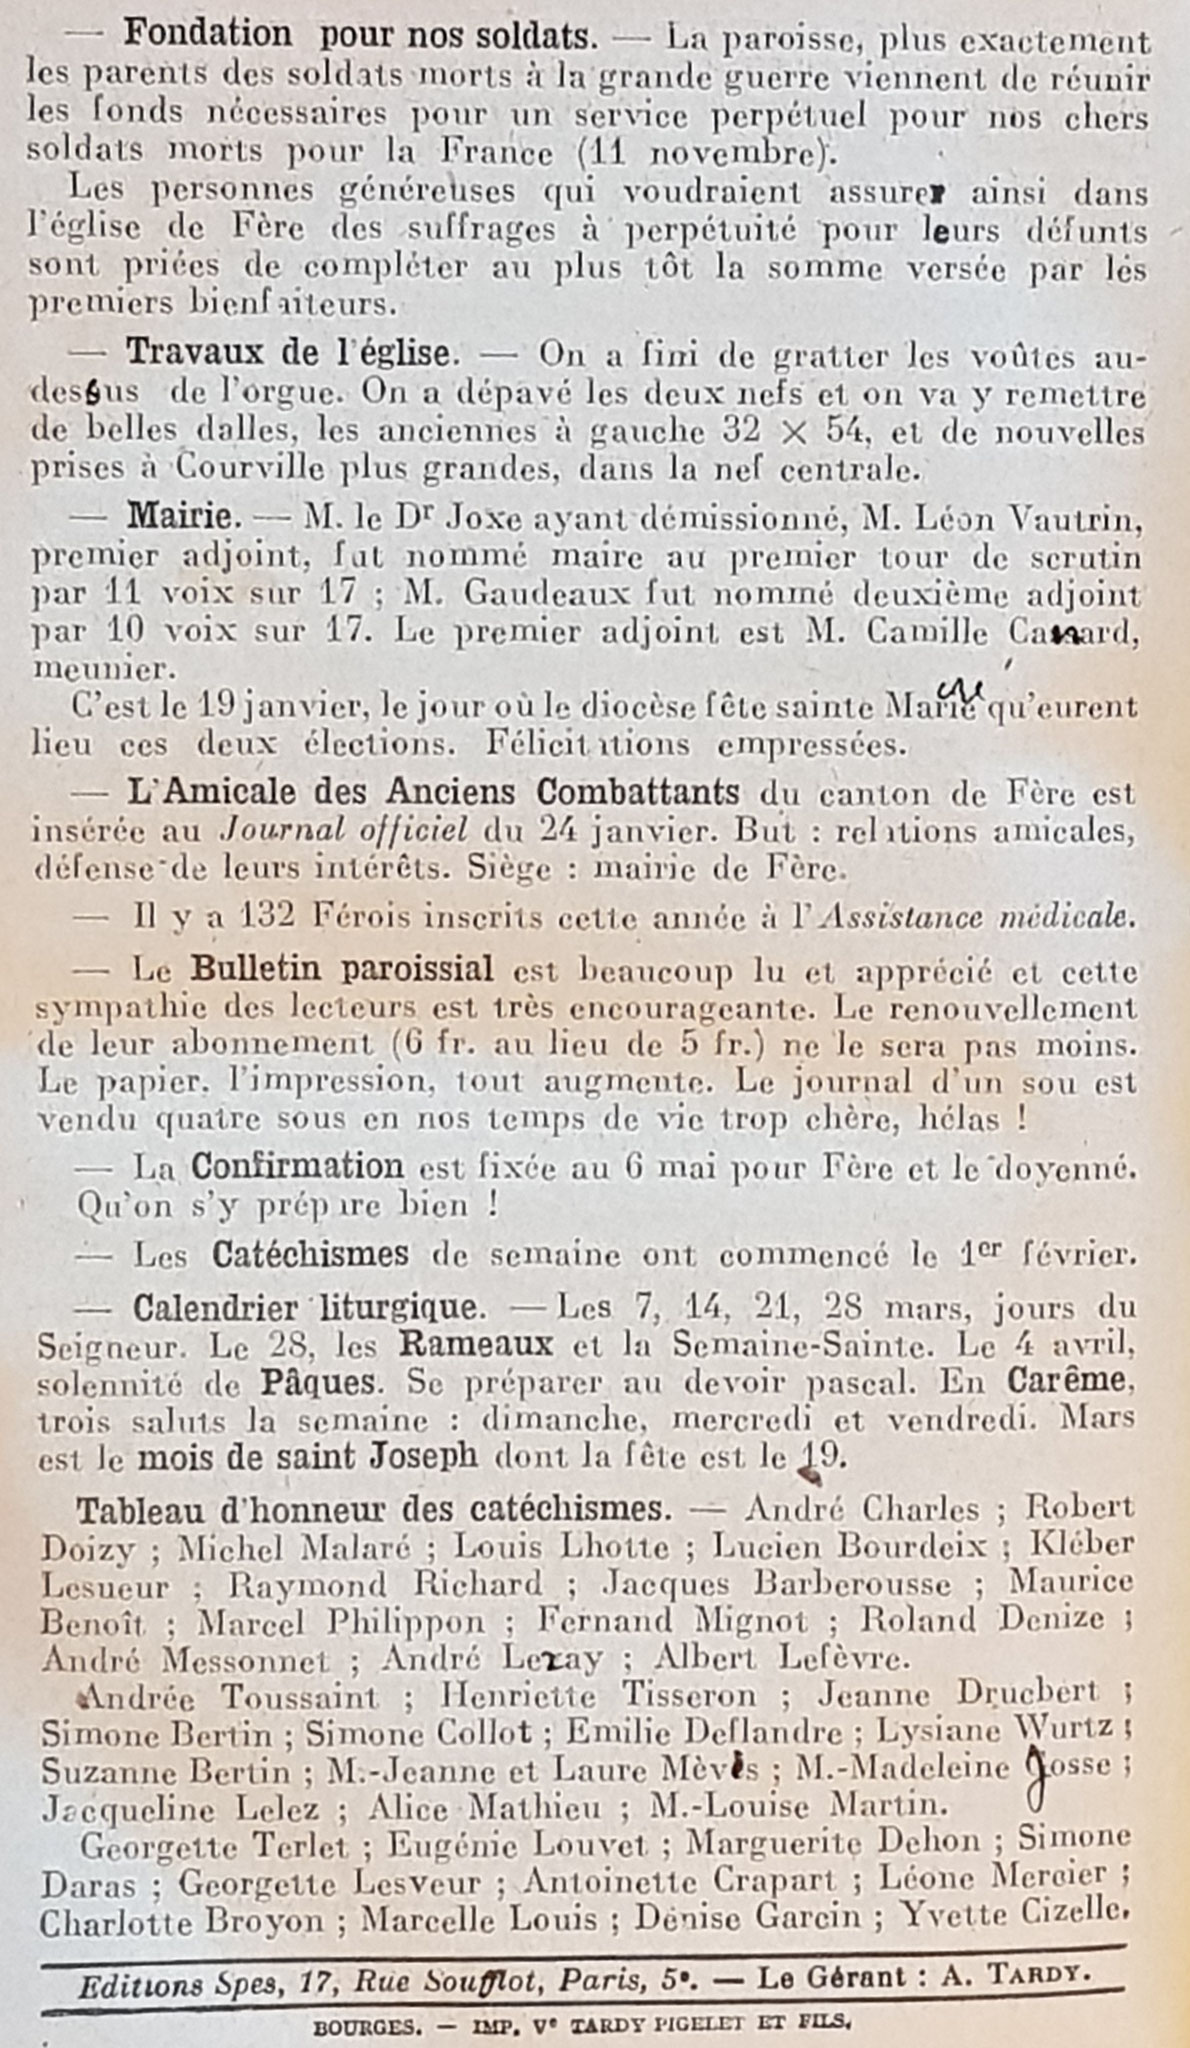 — Fondation pour nos soldats. — La paroisse, plus exactement
les parents des soldats morts à la grande guerre viennent de réunir
les fonds nécessaires pour un service perpétuel pour nos chers
soldats morts pour la France (11 novembre).
Les personnes généreuses qui voudraient assurer ainsi dans
l'église de Fère des suffrages à perpétuité pour leurs défunts
sont priées de compléter au plus tôt la somme versée par les
premiers bienfaiteurs.
— Travaux de l'église. — On a fini de gratter les voûtes au-
dessus de l'orgue. On a dépavé les deux nefs et on va y remettre
de belles dalles, les anciennes à gauche 32 × 54, et de nouvelles
prises à Courville plus grandes, dans la nef centrale.
— Mairie. — M. le Dr Joxe ayant démissionné, M. Léon Vautrin,
premier adjoint, fut nommé maire au premier tour de scrutin
par 11 voix sur 17 ; M. Gaudeaux fut nommé deuxième adjoint
par 10 voix sur 17. Le premier adjoint est M. Camille Canard,
meunier.
C'est le 19 janvier, le jour où le diocèse fête sainte Marie qu'eurent
lieu ces deux élections. Félicitations empressées.
— L'Amicale des Anciens Combattants du canton de Fère est
insérée au Journal officiel du 24 janvier. But : relations amicales,
défense de leurs intérêts. Siège : mairie de Fère.
— Il y a 132 Férois inscrits cette année à l'Assistance médicale.
— Le Bulletin paroissial est beaucoup lu et apprécié et cette
sympathie des lecteurs est très encourageante. Le renouvellement
de leur abonnement (6 fr. au lieu de 5 fr.) ne le sera pas moins.
Le papier, l'impression, tout augmente. Le journal d'un sou est
vendu quatre sous en nos temps de vie trop chère, hélas !
— La Confirmation est fixée au 6 mai pour Fère et le doyenné.
Qu'on s'y prépare bien !
— Les Catéchismes de semaine ont commencé le 1er février.
— Calendrier liturgique. — Les 7, 14, 21, 28 mars, jours du
Seigneur. Le 28, les Rameaux et la Semaine-Sainte. Le 4 avril,
solennité de Pâques. Se préparer au devoir pascal. En Carême,
trois saluts la semaine : dimanche, mercredi et vendredi. Mars
est le mois de saint Joseph dont la fête est le 19.
Tableau d'honneur des catéchismes. — André Charles ; Robert
Doizy ; Michel Malaré ; Louis Lhotte ; Lucien Bourdeix ; Kléber
Lesueur ; Raymond Richard ; Jacques Barberousse ; Maurice
Benoît ; Marcel Philippon ; Fernand Mignot ; Roland Denize ;
André Messonnet ; André Leray ; Albert Lefèvre.
Andrée Toussaint ; Henriette Tisseron ; Jeanne Drucbert ;
Simone Bertin ; Simone Collot ; Emilie Deflandre ; Lysiane Wurtz ;
Suzanne Bertin ; M.-Jeanne et Laure Mèves ; M.-Madeleine Josse ;
Jacqueline Lelez ; Alice Mathieu ; M.-Louise Martin.
Georgette Terlet ; Eugénie Louvet ; Marguerite Dehon ; Simone
Daras ; Georgette Lesveur ; Antoinette Crapart ; Léone Mercier ;
Charlotte Broyon ; Marcelle Louis ; Denise Garcin ; Yvette Cizelle.
Editions Spes, 17, Rue Soufflot, Paris, 5e. — Le Gérant : A. TARDY.
BOURGES. — IMP. Ve TARDY PIGELET ET FILS.